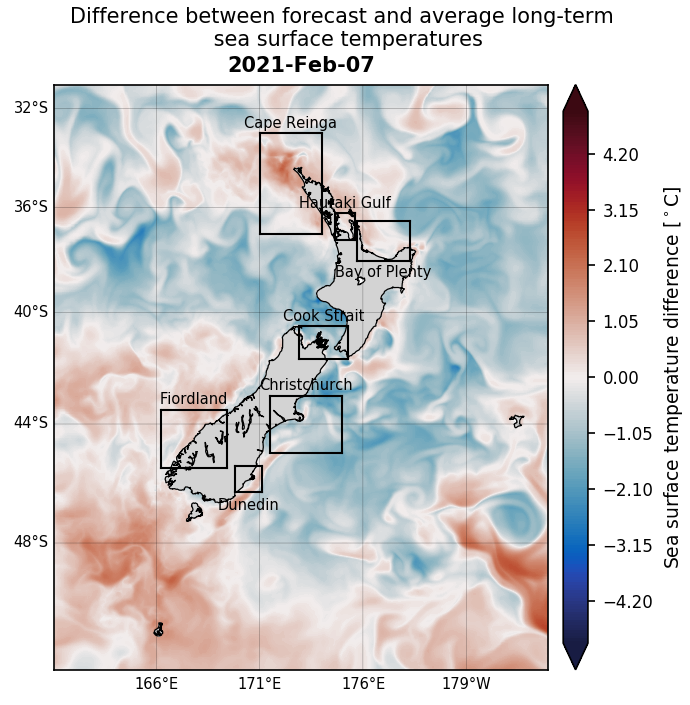 Difference between forecast and average long-term
sea surface temperatures
2021-Feb-07
32°S
36°S
40°S
44°S
48°S
Cape Reinga
Hauraki Gulf
Bay of Plenty
Cook Strait
Christchurch
Fiordland
Dunedin
166°E
171°E
176°E
179°W
4.20
3.15
2.10
1.05
0.00
−1.05
−2.10
−3.15
−4.20
Sea surface temperature difference [°C]